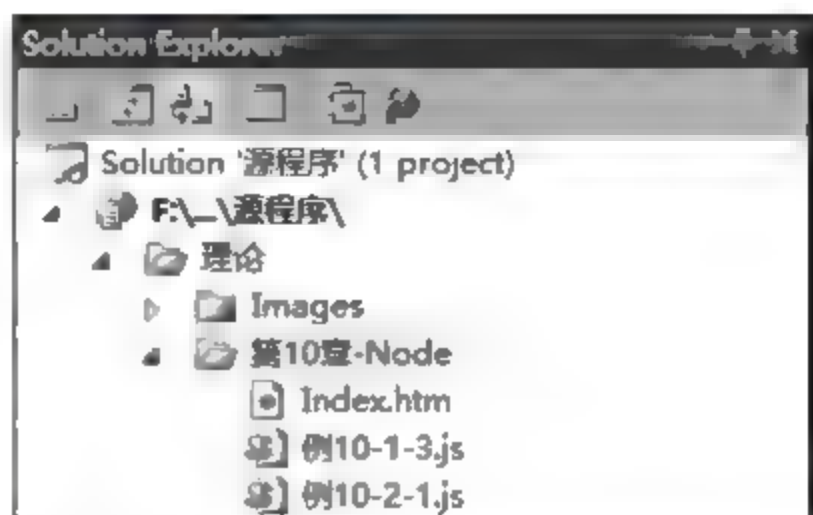 Solution Explorer
Solution '源程序' (1 project)
F:\...\源程序\
理论
Images
第10章-Node
Index.htm
例10-1-3.js
例10-2-1.js